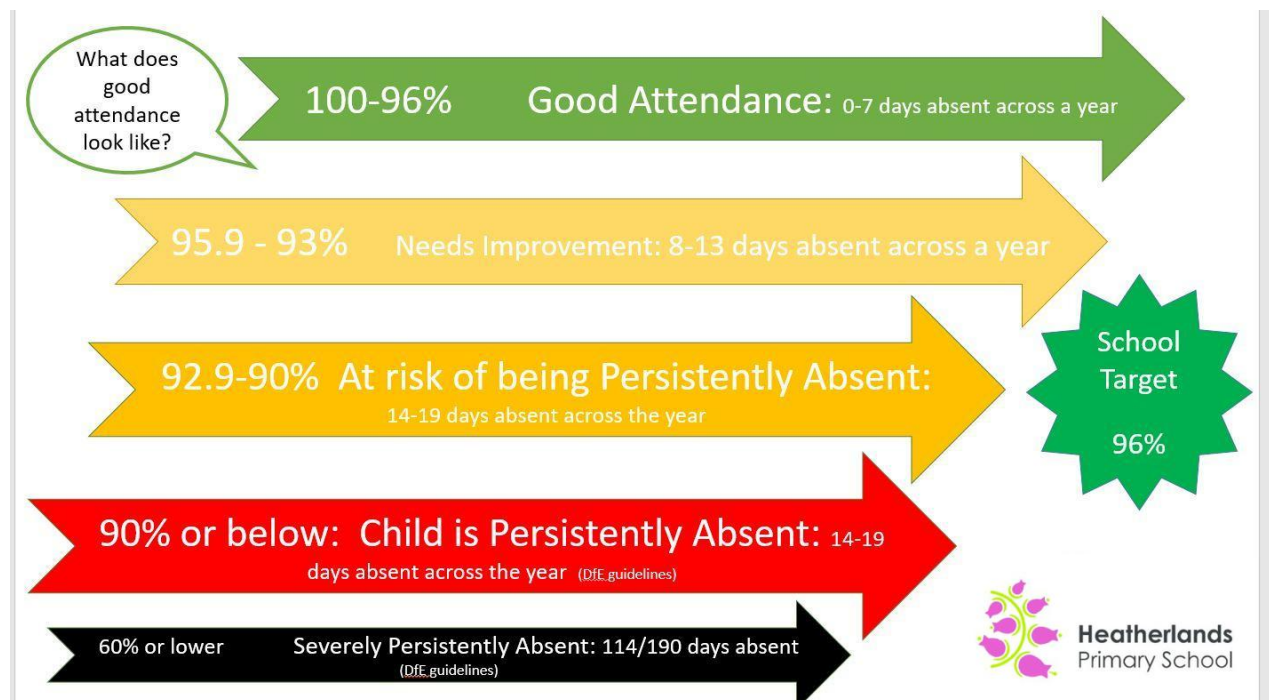 What does
good
attendance
look like?
100-96% Good Attendance: 0-7 days absent across a year
95.9 - 93% Needs Improvement: 8-13 days absent across a year
92.9-90% At risk of being Persistently Absent:
14-19 days absent across the year
School
Target
96%
90% or below: Child is Persistently Absent: 14-19
days absent across the year (DfE guidelines)
60% or lower Severely Persistently Absent: 114/190 days absent
(DfE guidelines)
Heatherlands
Primary School